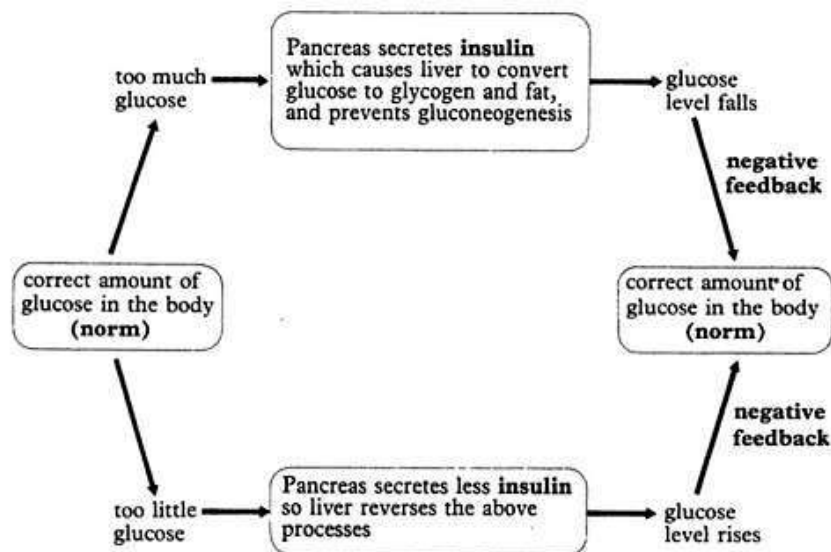 Pancreas secretes insulin
which causes liver to convert
glucose to glycogen and fat,
and prevents gluconeogenesis
too much
glucose
glucose
level falls
negative
feedback
correct amount of
glucose in the body
(norm)
correct amount of
glucose in the body
(norm)
negative
feedback
too little
glucose
Pancreas secretes less insulin
so liver reverses the above
processes
glucose
level rises